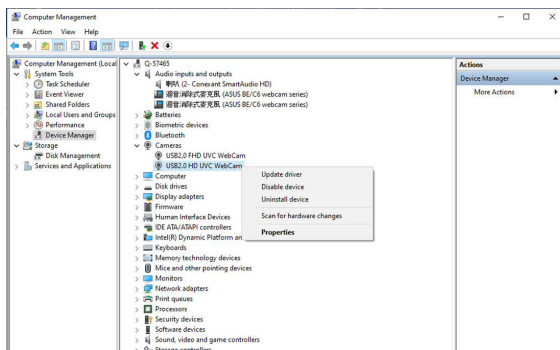 Computer Management
File Action View Help
Computer Management (Local
System Tools
Task Scheduler
Event Viewer
Shared Folders
Local Users and Groups
Performance
Device Manager
Storage
Disk Management
Services and Applications
Q-S7465
Audio inputs and outputs
喇叭 (2- Conexant SmartAudio HD)
(ASUS BE/C6 webcam series)
(ASUS BE/C6 webcam series)
Batteries
Biometric devices
Bluetooth
Cameras
USB2.0 FHD UVC WebCam
USB2.0 HD UVC WebCam
Computer
Disk drives
Display adapters
Firmware
Human Interface Devices
IDE ATA/ATAPI controllers
Intel(R) Dynamic Platform an
Keyboards
Memory technology devices
Mice and other pointing devices
Monitors
Network adapters
Print queues
Processors
Security devices
Software devices
Sound, video and game controllers
Storage controllers
Update driver
Disable device
Uninstall device
Scan for hardware changes
Properties
Actions
Device Manager
More Actions